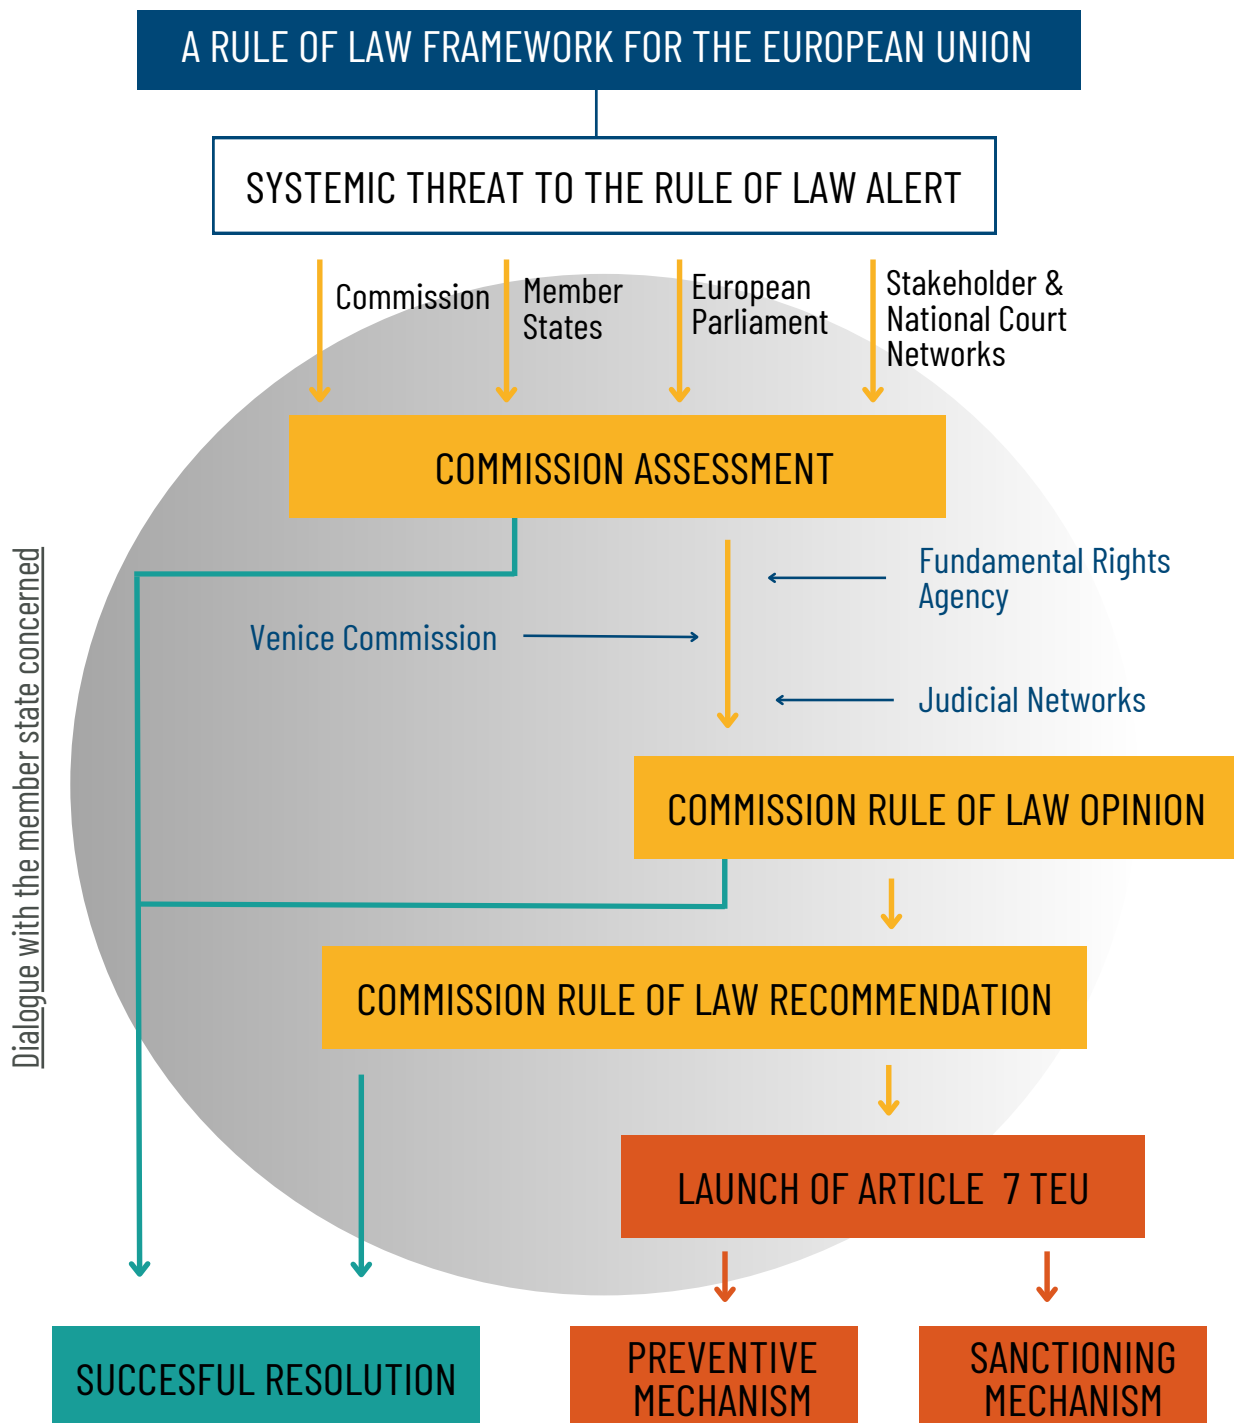 A RULE OF LAW FRAMEWORK FOR THE EUROPEAN UNION
SYSTEMIC THREAT TO THE RULE OF LAW ALERT
Commission
Member
States
European
Parliament
Stakeholder &
National Court
Networks
COMMISSION ASSESSMENT
Dialogue with the member state concerned
Fundamental Rights
Agency
Venice Commission
Judicial Networks
COMMISSION RULE OF LAW OPINION
COMMISSION RULE OF LAW RECOMMENDATION
LAUNCH OF ARTICLE 7 TEU
SUCCESFUL RESOLUTION
PREVENTIVE
MECHANISM
SANCTIONING
MECHANISM